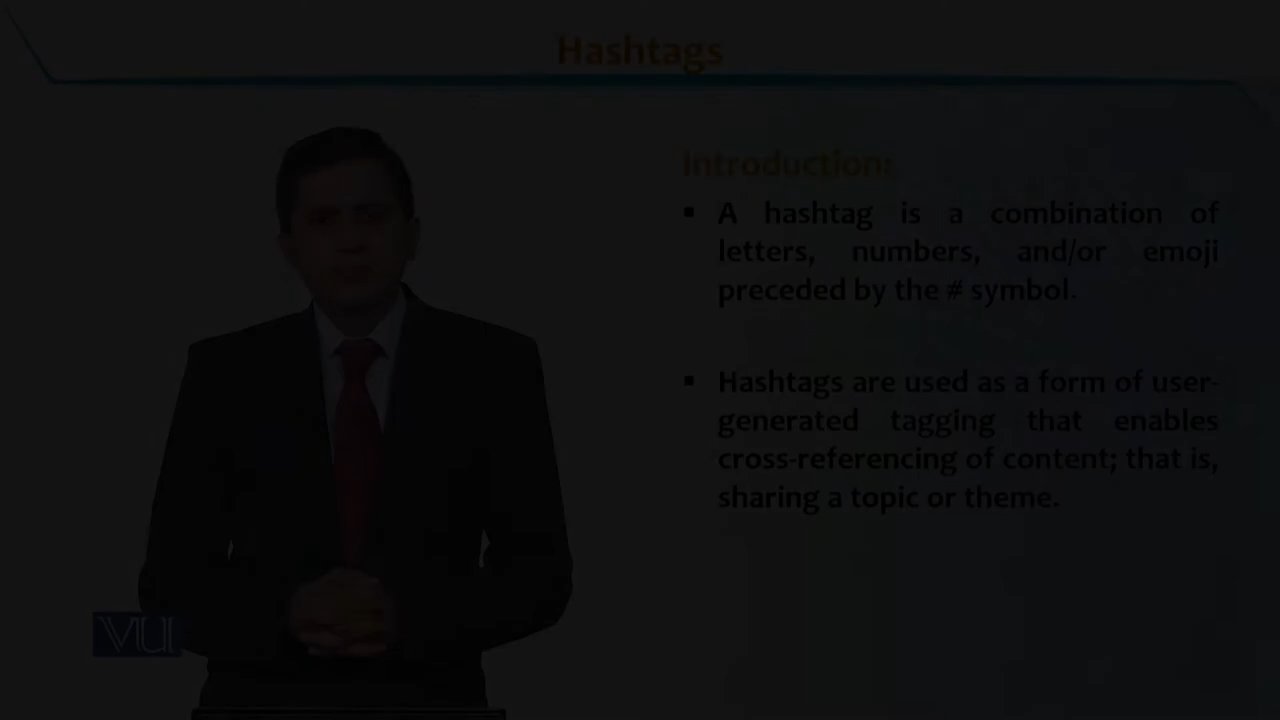 Hashtags
Introduction:
▪ A hashtag is a combination of
letters, numbers, and/or emoji
preceded by the # symbol.
▪ Hashtags are used as a form of user-
generated tagging that enables
cross-referencing of content; that is,
sharing a topic or theme.
VU